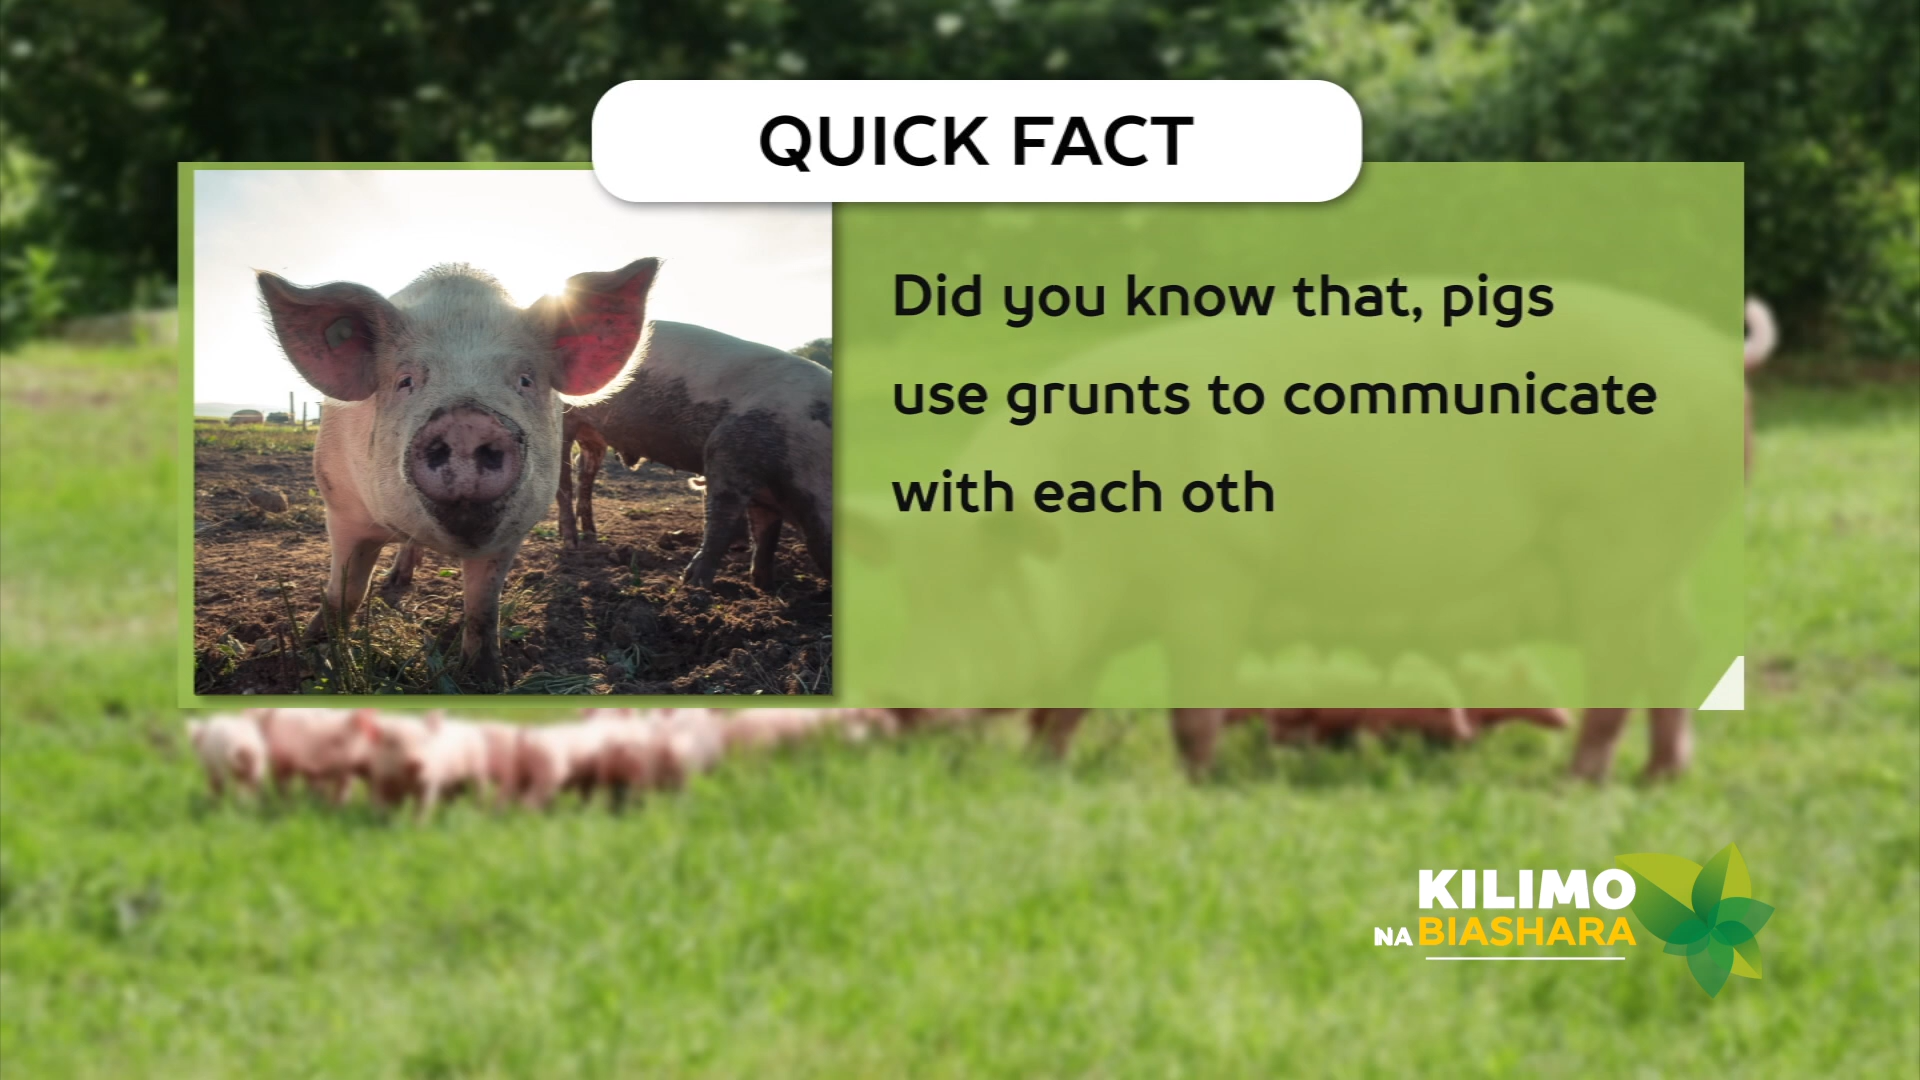 QUICK FACT
Did you know that, pigs
use grunts to communicate
with each oth
KILIMO
NA BIASHARA